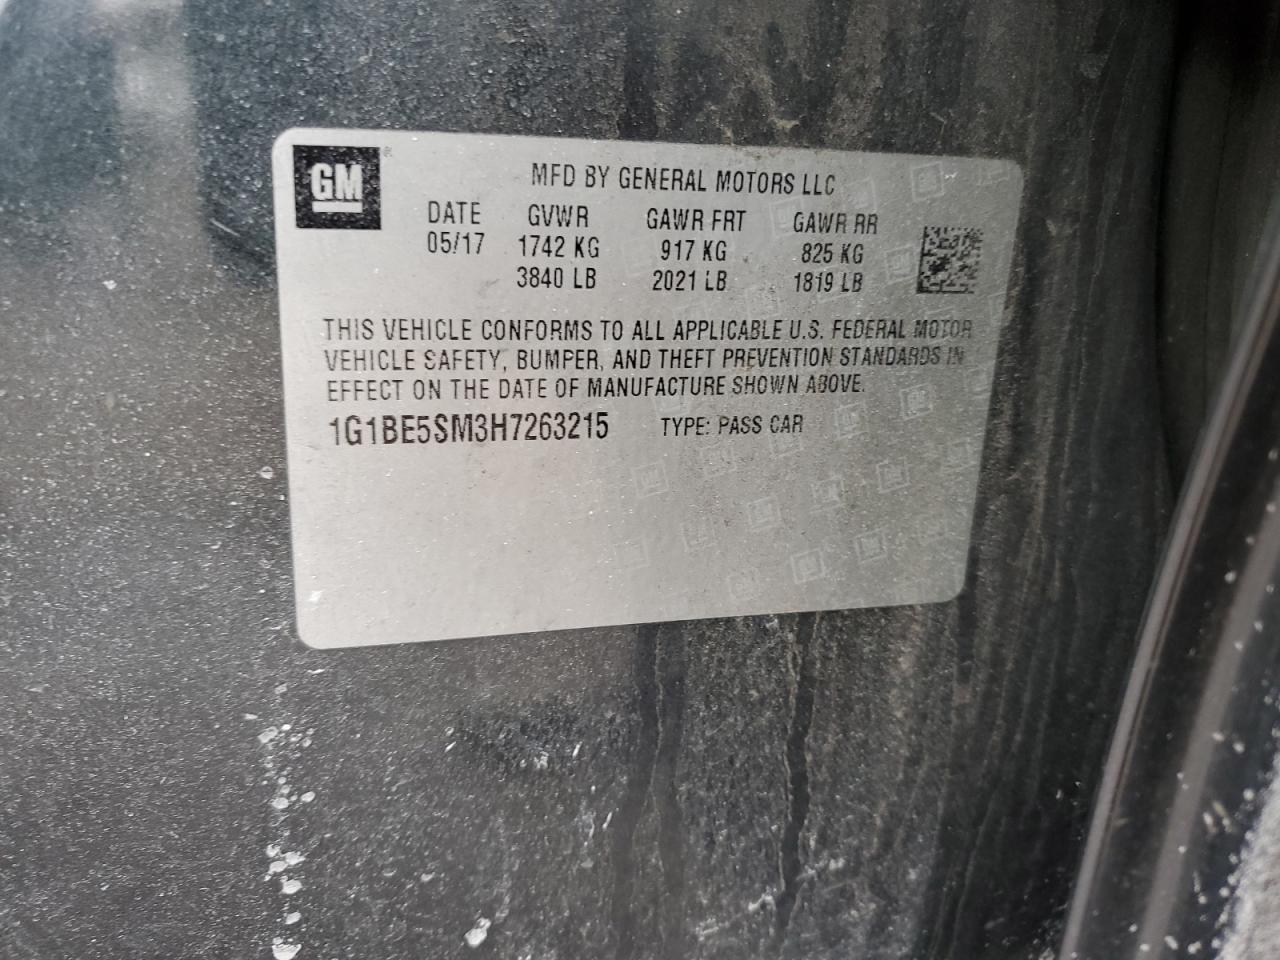 GM
MFD BY GENERAL MOTORS LLC
DATE GVWR GAWR FRT GAWR RR
05/17 1742 KG 917 KG 825 KG
3840 LB 2021 LB 1819 LB
THIS VEHICLE CONFORMS TO ALL APPLICABLE U.S. FEDERAL MOTOR
VEHICLE SAFETY, BUMPER, AND THEFT PREVENTION STANDARDS IN
EFFECT ON THE DATE OF MANUFACTURE SHOWN ABOVE.
1G1BE5SM3H7263215 TYPE: PASS CAR